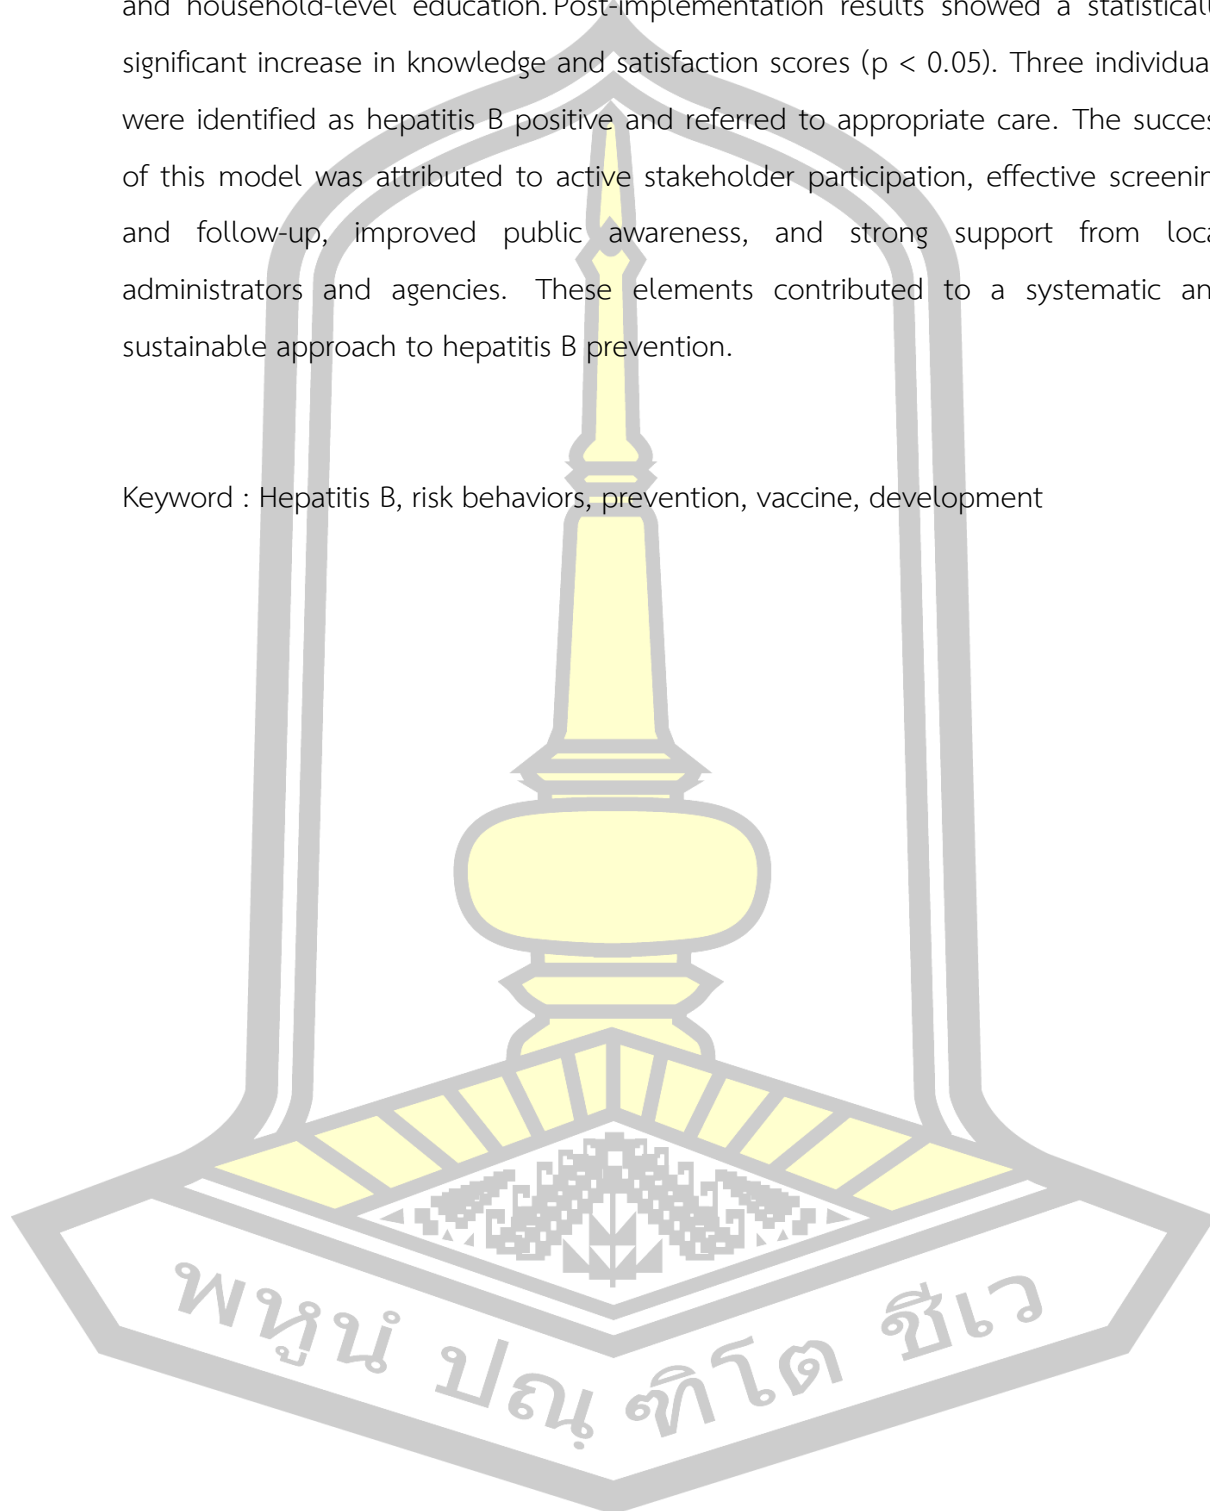 and household-level education. Post-implementation results showed a statisticall
significant increase in knowledge and satisfaction scores (p < 0.05). Three individua
were identified as hepatitis B positive and referred to appropriate care. The succes
of this model was attributed to active stakeholder participation, effective screenin
and follow-up, improved public awareness, and strong support from loca
administrators and agencies. These elements contributed to a systematic an
sustainable approach to hepatitis B prevention.
Keyword : Hepatitis B, risk behaviors, prevention, vaccine, development
พหูนํ ปณฺ ฑิโต ชีเว